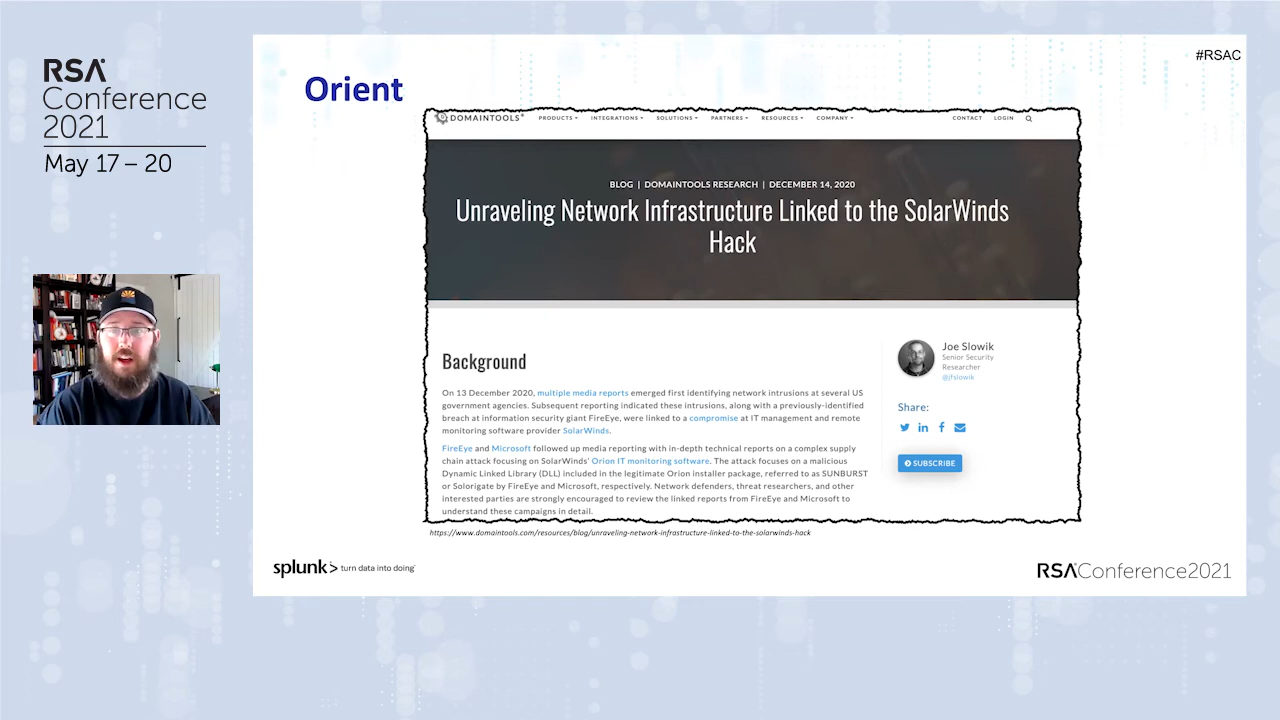 RSA
Conference
2021
May 17 – 20
#RSAC
Orient
DOMAINTOOLS® PRODUCTS INTEGRATIONS SOLUTIONS PARTNERS RESOURCES COMPANY CONTACT LOGIN
BLOG | DOMAINTOOLS RESEARCH | DECEMBER 14, 2020
Unraveling Network Infrastructure Linked to the SolarWinds
Hack
Background
On 13 December 2020, multiple media reports emerged first identifying network intrusions at several US
government agencies. Subsequent reporting indicated these intrusions, along with a previously-identified
breach at information security giant FireEye, were linked to a compromise at IT management and remote
monitoring software provider SolarWinds.
FireEye and Microsoft followed up media reporting with in-depth technical reports on a complex supply
chain attack focusing on SolarWinds' Orion IT monitoring software. The attack focuses on a malicious
Dynamic Linked Library (DLL) included in the legitimate Orion installer package, referred to as SUNBURST
or Solorigate by FireEye and Microsoft, respectively. Network defenders, threat researchers, and other
interested parties are strongly encouraged to review the linked reports from FireEye and Microsoft to
understand these campaigns in detail.
Joe Slowik
Senior Security
Researcher
@jfslowik
Share:
SUBSCRIBE
https://www.domaintools.com/resources/blog/unraveling-network-infrastructure-linked-to-the-solarwinds-hack
splunk> turn data into doing
RSAConference2021